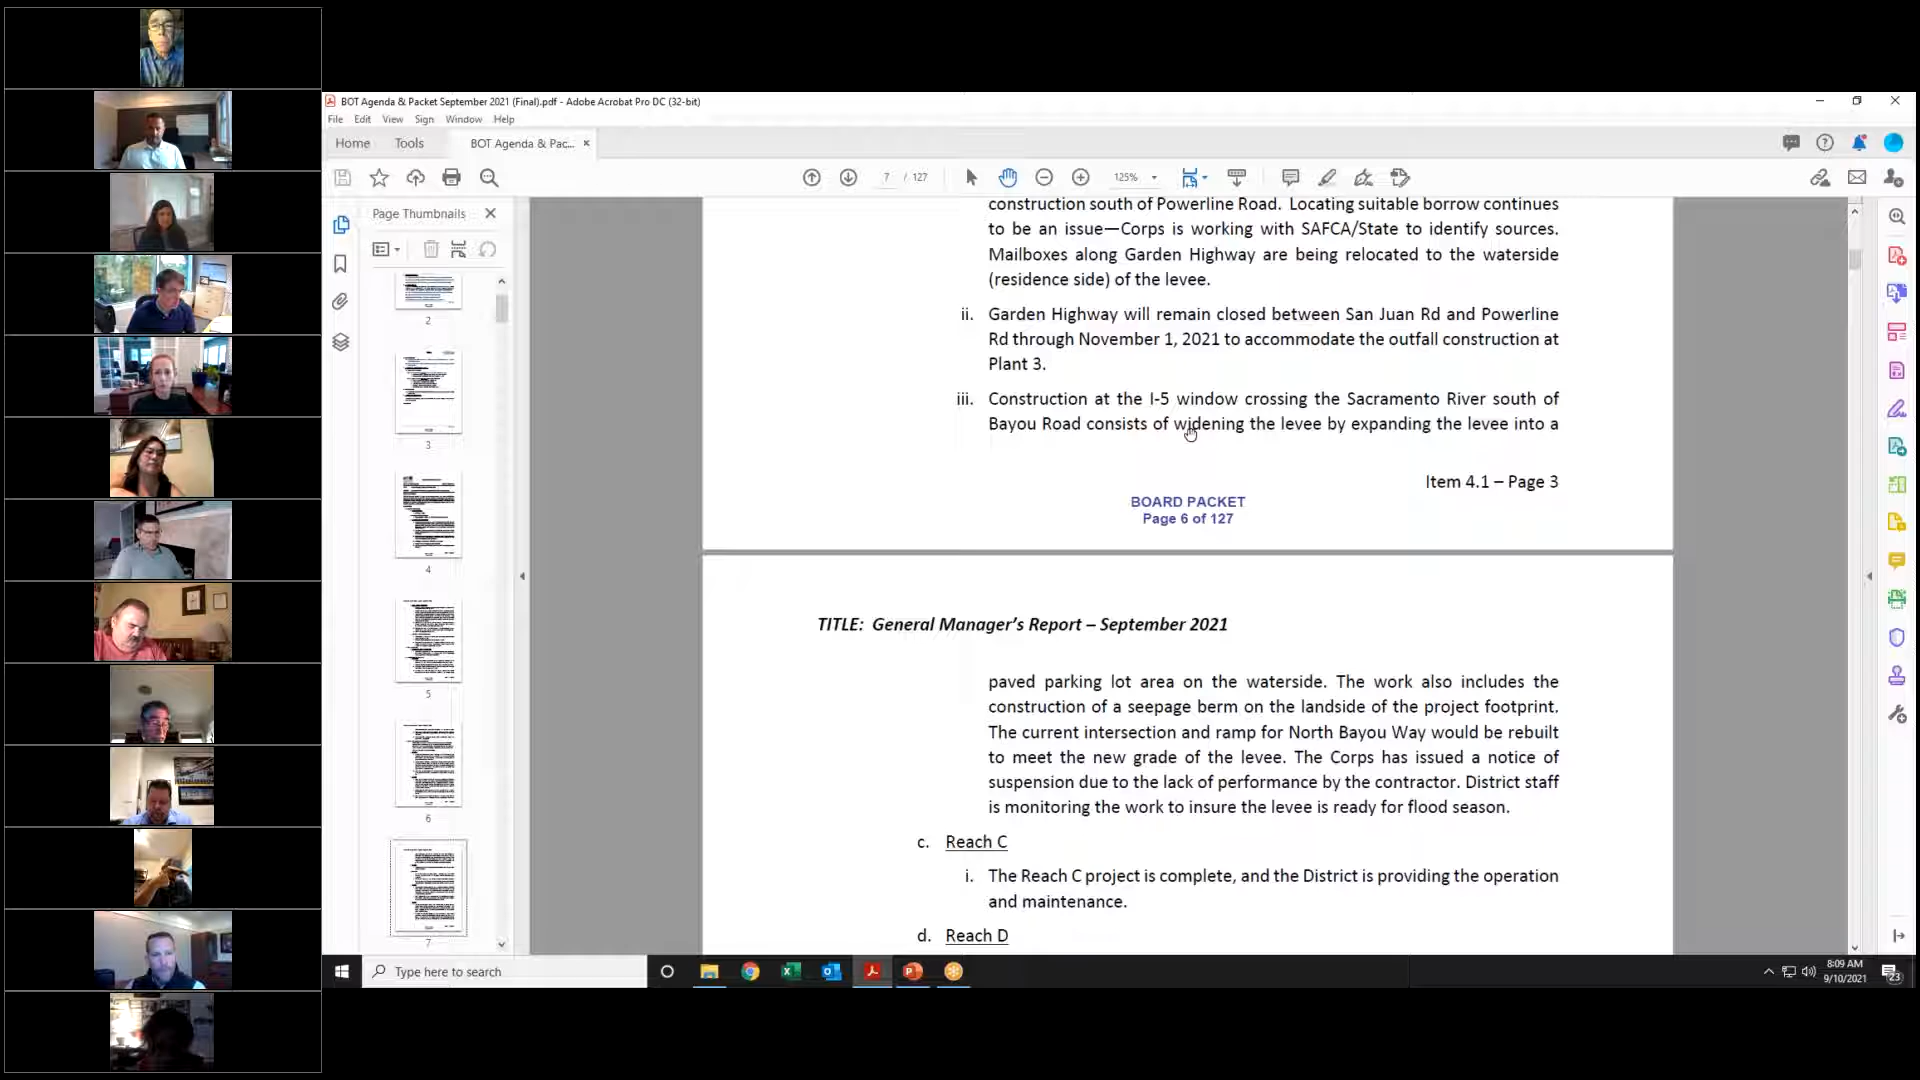 BOT Agenda & Packet September 2021 (Final).pdf - Adobe Acrobat Pro DC (32-bit)
File Edit View Sign Window Help
Home Tools BOT Agenda & Pac... ×
7 / 127 125%
Page Thumbnails
2
3
4
5
6
7
construction south of Powerline Road. Locating suitable borrow continues
to be an issue—Corps is working with SAFCA/State to identify sources.
Mailboxes along Garden Highway are being relocated to the waterside
(residence side) of the levee.
ii. Garden Highway will remain closed between San Juan Rd and Powerline
Rd through November 1, 2021 to accommodate the outfall construction at
Plant 3.
iii. Construction at the I-5 window crossing the Sacramento River south of
Bayou Road consists of widening the levee by expanding the levee into a
Item 4.1 – Page 3
BOARD PACKET
Page 6 of 127
TITLE: General Manager's Report – September 2021
paved parking lot area on the waterside. The work also includes the
construction of a seepage berm on the landside of the project footprint.
The current intersection and ramp for North Bayou Way would be rebuilt
to meet the new grade of the levee. The Corps has issued a notice of
suspension due to the lack of performance by the contractor. District staff
is monitoring the work to insure the levee is ready for flood season.
c. Reach C
i. The Reach C project is complete, and the District is providing the operation
and maintenance.
d. Reach D
Type here to search
8:09 AM
9/10/2021
23